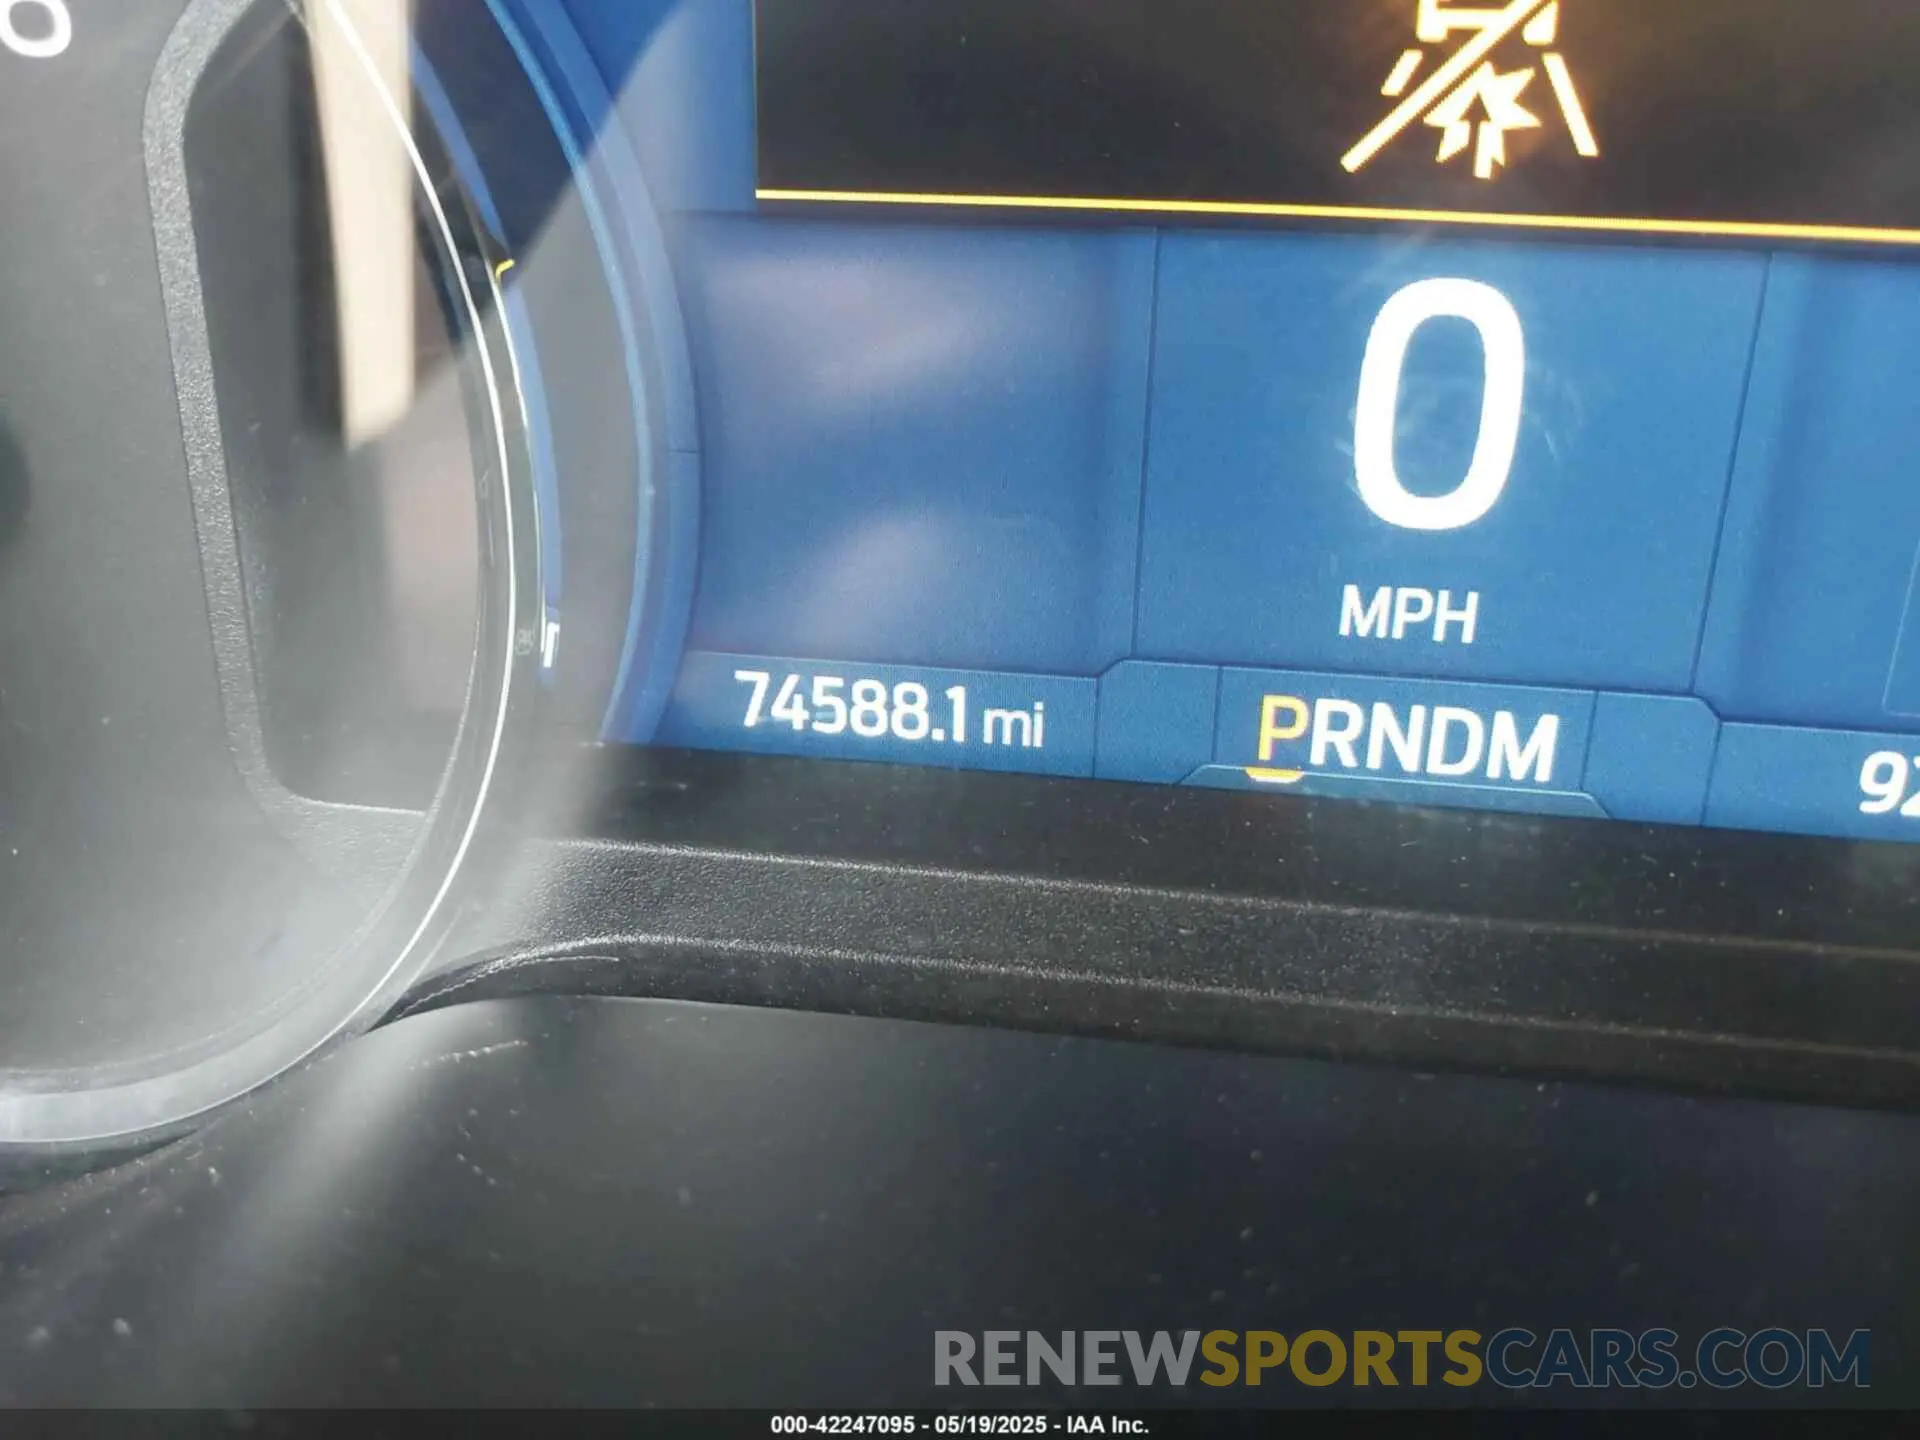 0
MPH
74588.1 mi
PRNDM
RENEWSPORTSCARS.COM
000-42247095 - 05/19/2025 - IAA Inc.